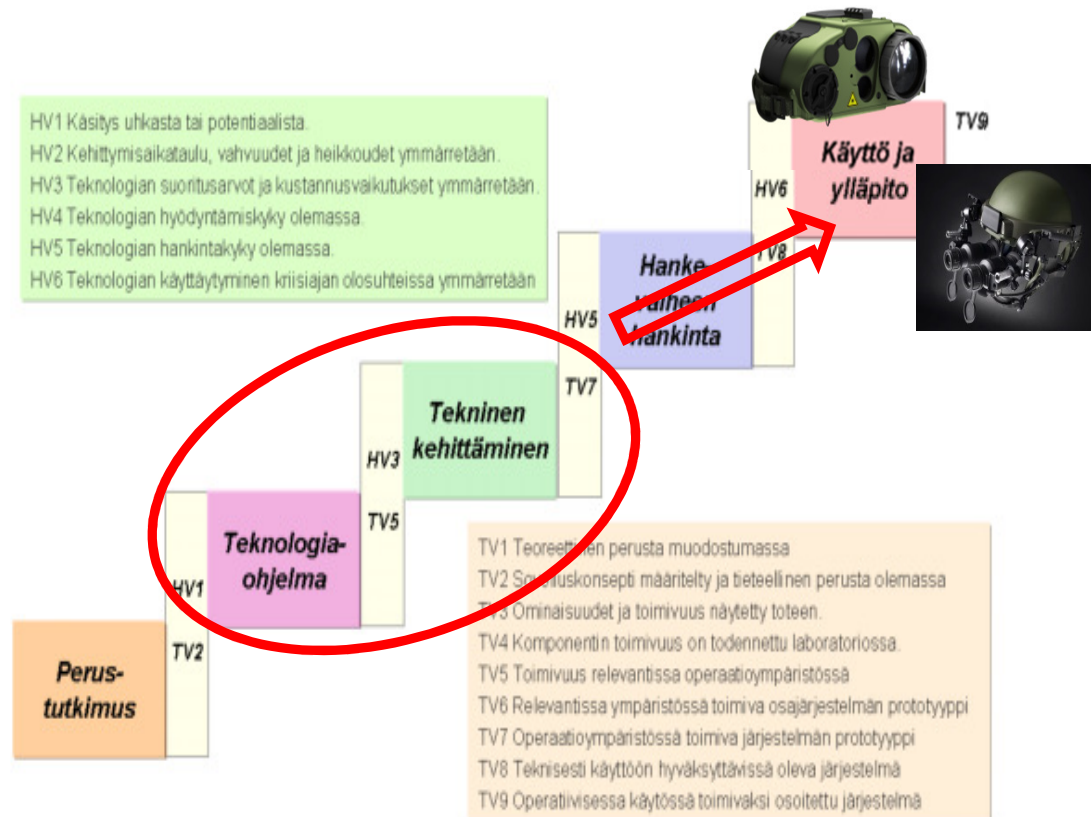 HV1 Käsitys uhkasta tai potentiaalista.
HV2 Kehittymisaikataulu, vahvuudet ja heikkoudet ymmärretään.
HV3 Teknologian suoritusarvot ja kustannusvaikutukset ymmärretään.
HV4 Teknologian hyödyntämiskyky olemassa.
HV5 Teknologian hankintakyky olemassa.
HV6 Teknologian käyttäytyminen kriisiajan olosuhteissa ymmärretään
TV9
Käyttö ja
ylläpito
HV6
TV8
Hanke-
vaiheen
hankinta
HV5
TV7
Tekninen
kehittäminen
HV3
TV5
Teknologia-
ohjelma
HV1
TV2
Perus-
tutkimus
TV1 Teoreettinen perusta muodostumassa
TV2 Sovelluskonsepti määritelty ja tieteellinen perusta olemassa
TV3 Ominaisuudet ja toimivuus näytetty toteen.
TV4 Komponentin toimivuus on todennettu laboratoriossa.
TV5 Toimivuus relevantissa operaatioympäristössä
TV6 Relevantissa ympäristössä toimiva osajärjestelmän prototyyppi
TV7 Operaatioympäristössä toimiva järjestelmän prototyyppi
TV8 Teknisesti käyttöön hyväksyttävissä oleva järjestelmä
TV9 Operatiivisessa käytössä toimivaksi osoitettu järjestelmä